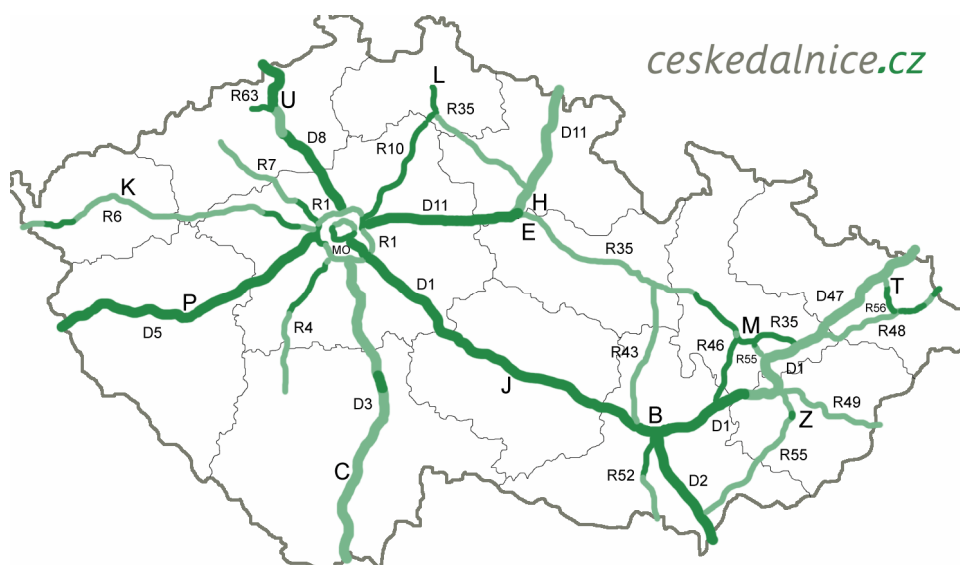 ceskedalnice.cz
L
R63
U
R35
D11
D8
R10
R7
K
R1
H
R6
D11
E
R1
MO
R35
D1
T
P
D47
R56
D5
R4
M
R35
R48
R43
R46
R55
D1
J
D3
R49
B
D1
Z
C
R55
R52
D2